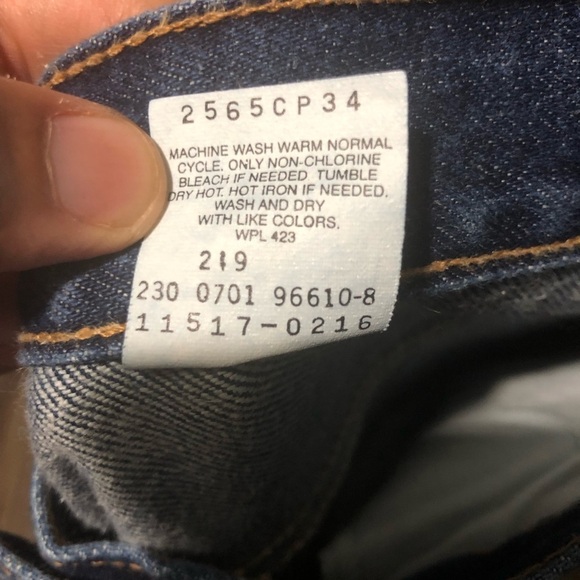 2565CP34
MACHINE WASH WARM NORMAL
CYCLE. ONLY NON-CHLORINE
BLEACH IF NEEDED TUMBLE
DRY HOT. HOT IRON IF NEEDED.
WASH AND DRY
WITH LIKE COLORS.
WPL 423
219
230 0701 96610-8
11517-0216